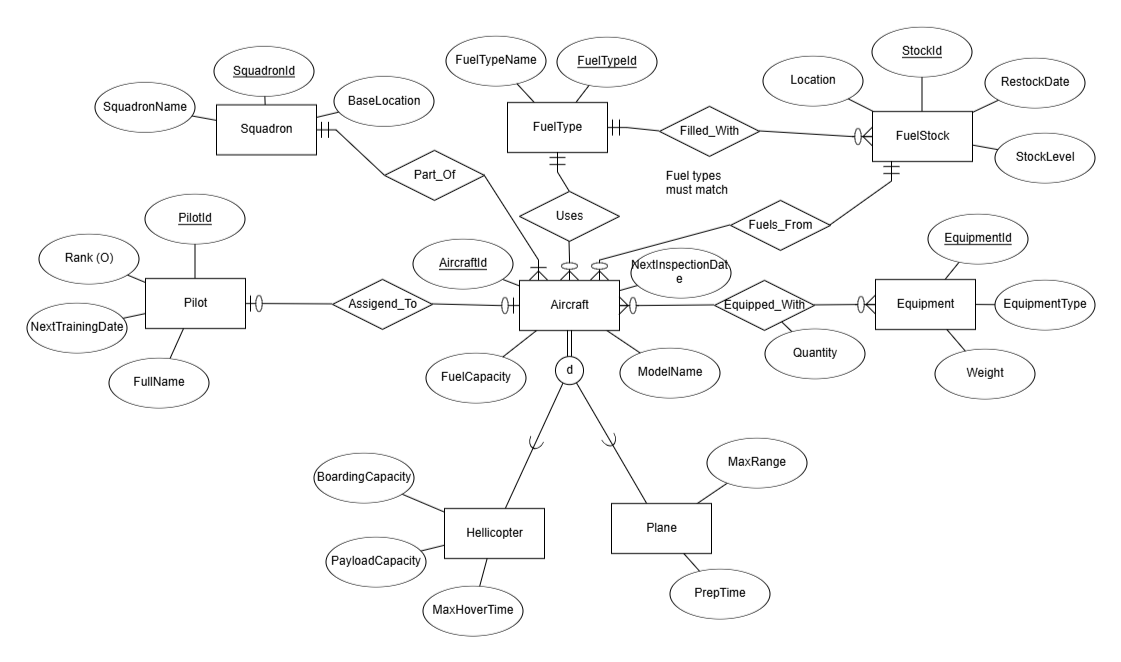 FuelTypeName
FuelTypeId
StockId
SquadronId
Location
RestockDate
SquadronName
BaseLocation
Squadron
FuelType
Filled_With
FuelStock
StockLevel
Part_Of
Fuel types
must match
PilotId
Uses
Fuels_From
EquipmentId
Rank (O)
AircraftId
NextInspectionDat
e
Pilot
Assigend_To
Aircraft
Equipped_With
Equipment
EquipmentType
NextTrainingDate
Quantity
FullName
FuelCapacity
d
ModelName
Weight
BoardingCapacity
MaxRange
Hellicopter
Plane
PayloadCapacity
PrepTime
MaxHoverTime